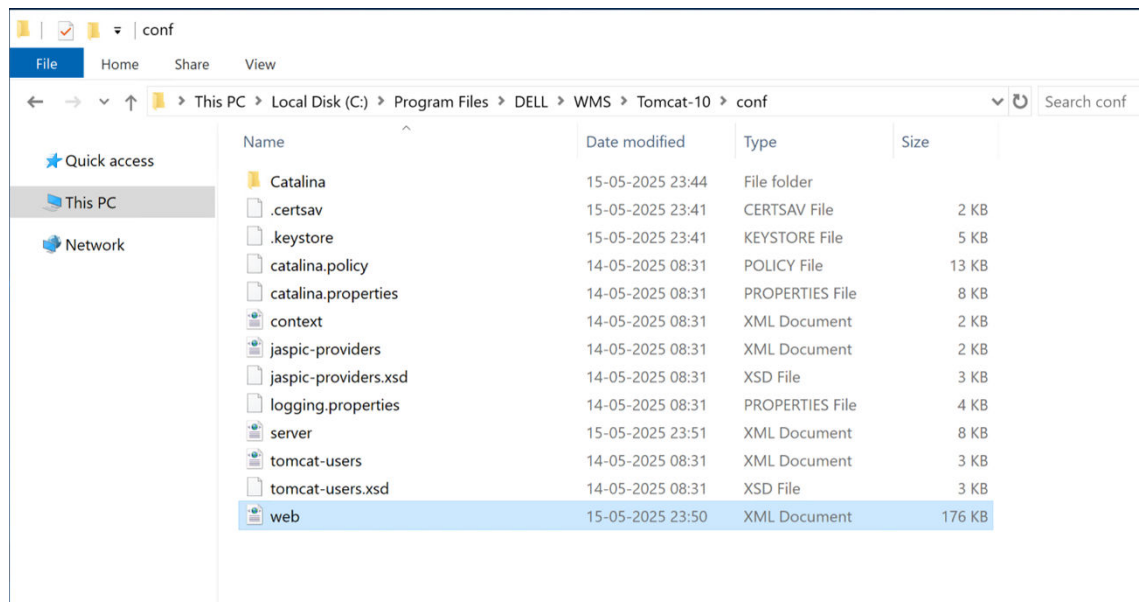 conf
File Home Share View
This PC > Local Disk (C:) > Program Files > DELL > WMS > Tomcat-10 > conf Search conf
Quick access
This PC
Network
Name Date modified Type Size
Catalina 15-05-2025 23:44 File folder
.certsav 15-05-2025 23:41 CERTSAV File 2 KB
.keystore 15-05-2025 23:41 KEYSTORE File 5 KB
catalina.policy 14-05-2025 08:31 POLICY File 13 KB
catalina.properties 14-05-2025 08:31 PROPERTIES File 8 KB
context 14-05-2025 08:31 XML Document 2 KB
jaspic-providers 14-05-2025 08:31 XML Document 2 KB
jaspic-providers.xsd 14-05-2025 08:31 XSD File 3 KB
logging.properties 14-05-2025 08:31 PROPERTIES File 4 KB
server 15-05-2025 23:51 XML Document 8 KB
tomcat-users 14-05-2025 08:31 XML Document 3 KB
tomcat-users.xsd 14-05-2025 08:31 XSD File 3 KB
web 15-05-2025 23:50 XML Document 176 KB